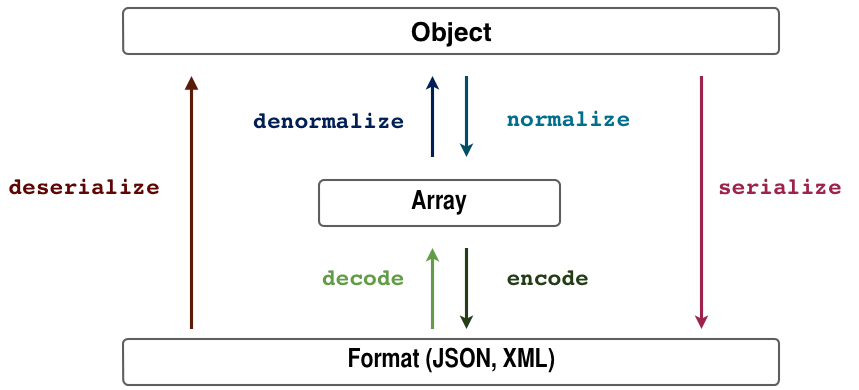 Object
denormalize
normalize
deserialize
Array
serialize
decode
encode
Format (JSON, XML)